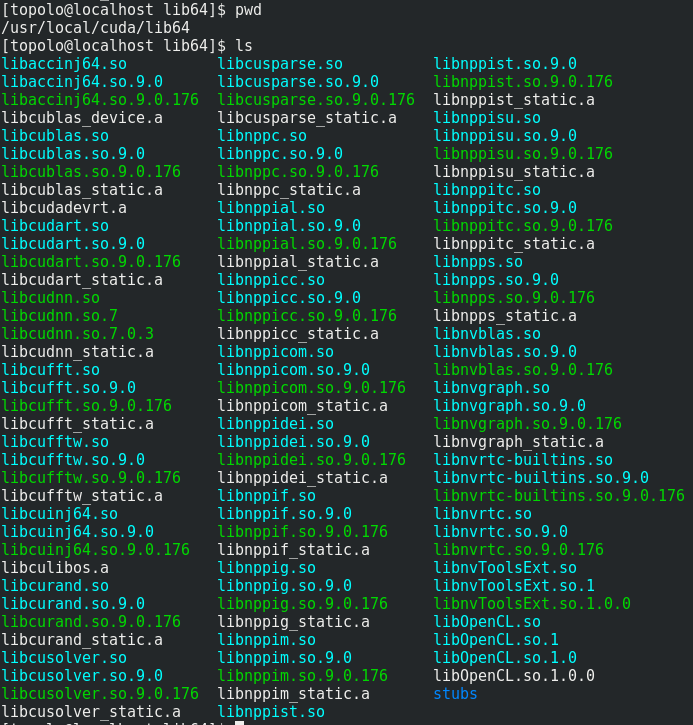 [topolo@localhost lib64]$ pwd
/usr/local/cuda/lib64
[topolo@localhost lib64]$ ls
libaccinj64.so libcusparse.so libnppist.so.9.0
libaccinj64.so.9.0 libcusparse.so.9.0 libnppist.so.9.0.176
libaccinj64.so.9.0.176 libcusparse.so.9.0.176 libnppist_static.a
libcublas_device.a libcusparse_static.a libnppisu.so
libcublas.so libnppc.so libnppisu.so.9.0
libcublas.so.9.0 libnppc.so.9.0 libnppisu.so.9.0.176
libcublas.so.9.0.176 libnppc.so.9.0.176 libnppisu_static.a
libcublas_static.a libnppc_static.a libnppitc.so
libcudadevrt.a libnppial.so libnppitc.so.9.0
libcudart.so libnppial.so.9.0 libnppitc.so.9.0.176
libcudart.so.9.0 libnppial.so.9.0.176 libnppitc_static.a
libcudart.so.9.0.176 libnppial_static.a libnpps.so
libcudart_static.a libnppicc.so libnpps.so.9.0
libcudnn.so libnppicc.so.9.0 libnpps.so.9.0.176
libcudnn.so.7 libnppicc.so.9.0.176 libnpps_static.a
libcudnn.so.7.0.3 libnppicc_static.a libnvblas.so
libcudnn_static.a libnppicom.so libnvblas.so.9.0
libcufft.so libnppicom.so.9.0 libnvblas.so.9.0.176
libcufft.so.9.0 libnppicom.so.9.0.176 libnvgraph.so
libcufft.so.9.0.176 libnppicom_static.a libnvgraph.so.9.0
libcufft_static.a libnppidei.so libnvgraph.so.9.0.176
libcufftw.so libnppidei.so.9.0 libnvgraph_static.a
libcufftw.so.9.0 libnppidei.so.9.0.176 libnvrtc-builtins.so
libcufftw.so.9.0.176 libnppidei_static.a libnvrtc-builtins.so.9.0
libcufftw_static.a libnppif.so libnvrtc-builtins.so.9.0.176
libcuinj64.so libnppif.so.9.0 libnvrtc.so
libcuinj64.so.9.0 libnppif.so.9.0.176 libnvrtc.so.9.0
libcuinj64.so.9.0.176 libnppif_static.a libnvrtc.so.9.0.176
libculibos.a libnppig.so libnvToolsExt.so
libcurand.so libnppig.so.9.0 libnvToolsExt.so.1
libcurand.so.9.0 libnppig.so.9.0.176 libnvToolsExt.so.1.0.0
libcurand.so.9.0.176 libnppig_static.a libOpenCL.so
libcurand_static.a libnppim.so libOpenCL.so.1
libcusolver.so libnppim.so.9.0 libOpenCL.so.1.0
libcusolver.so.9.0 libnppim.so.9.0.176 libOpenCL.so.1.0.0
libcusolver.so.9.0.176 libnppim_static.a stubs
libcusolver_static.a libnppist.so
[topolo@localhost lib64]$